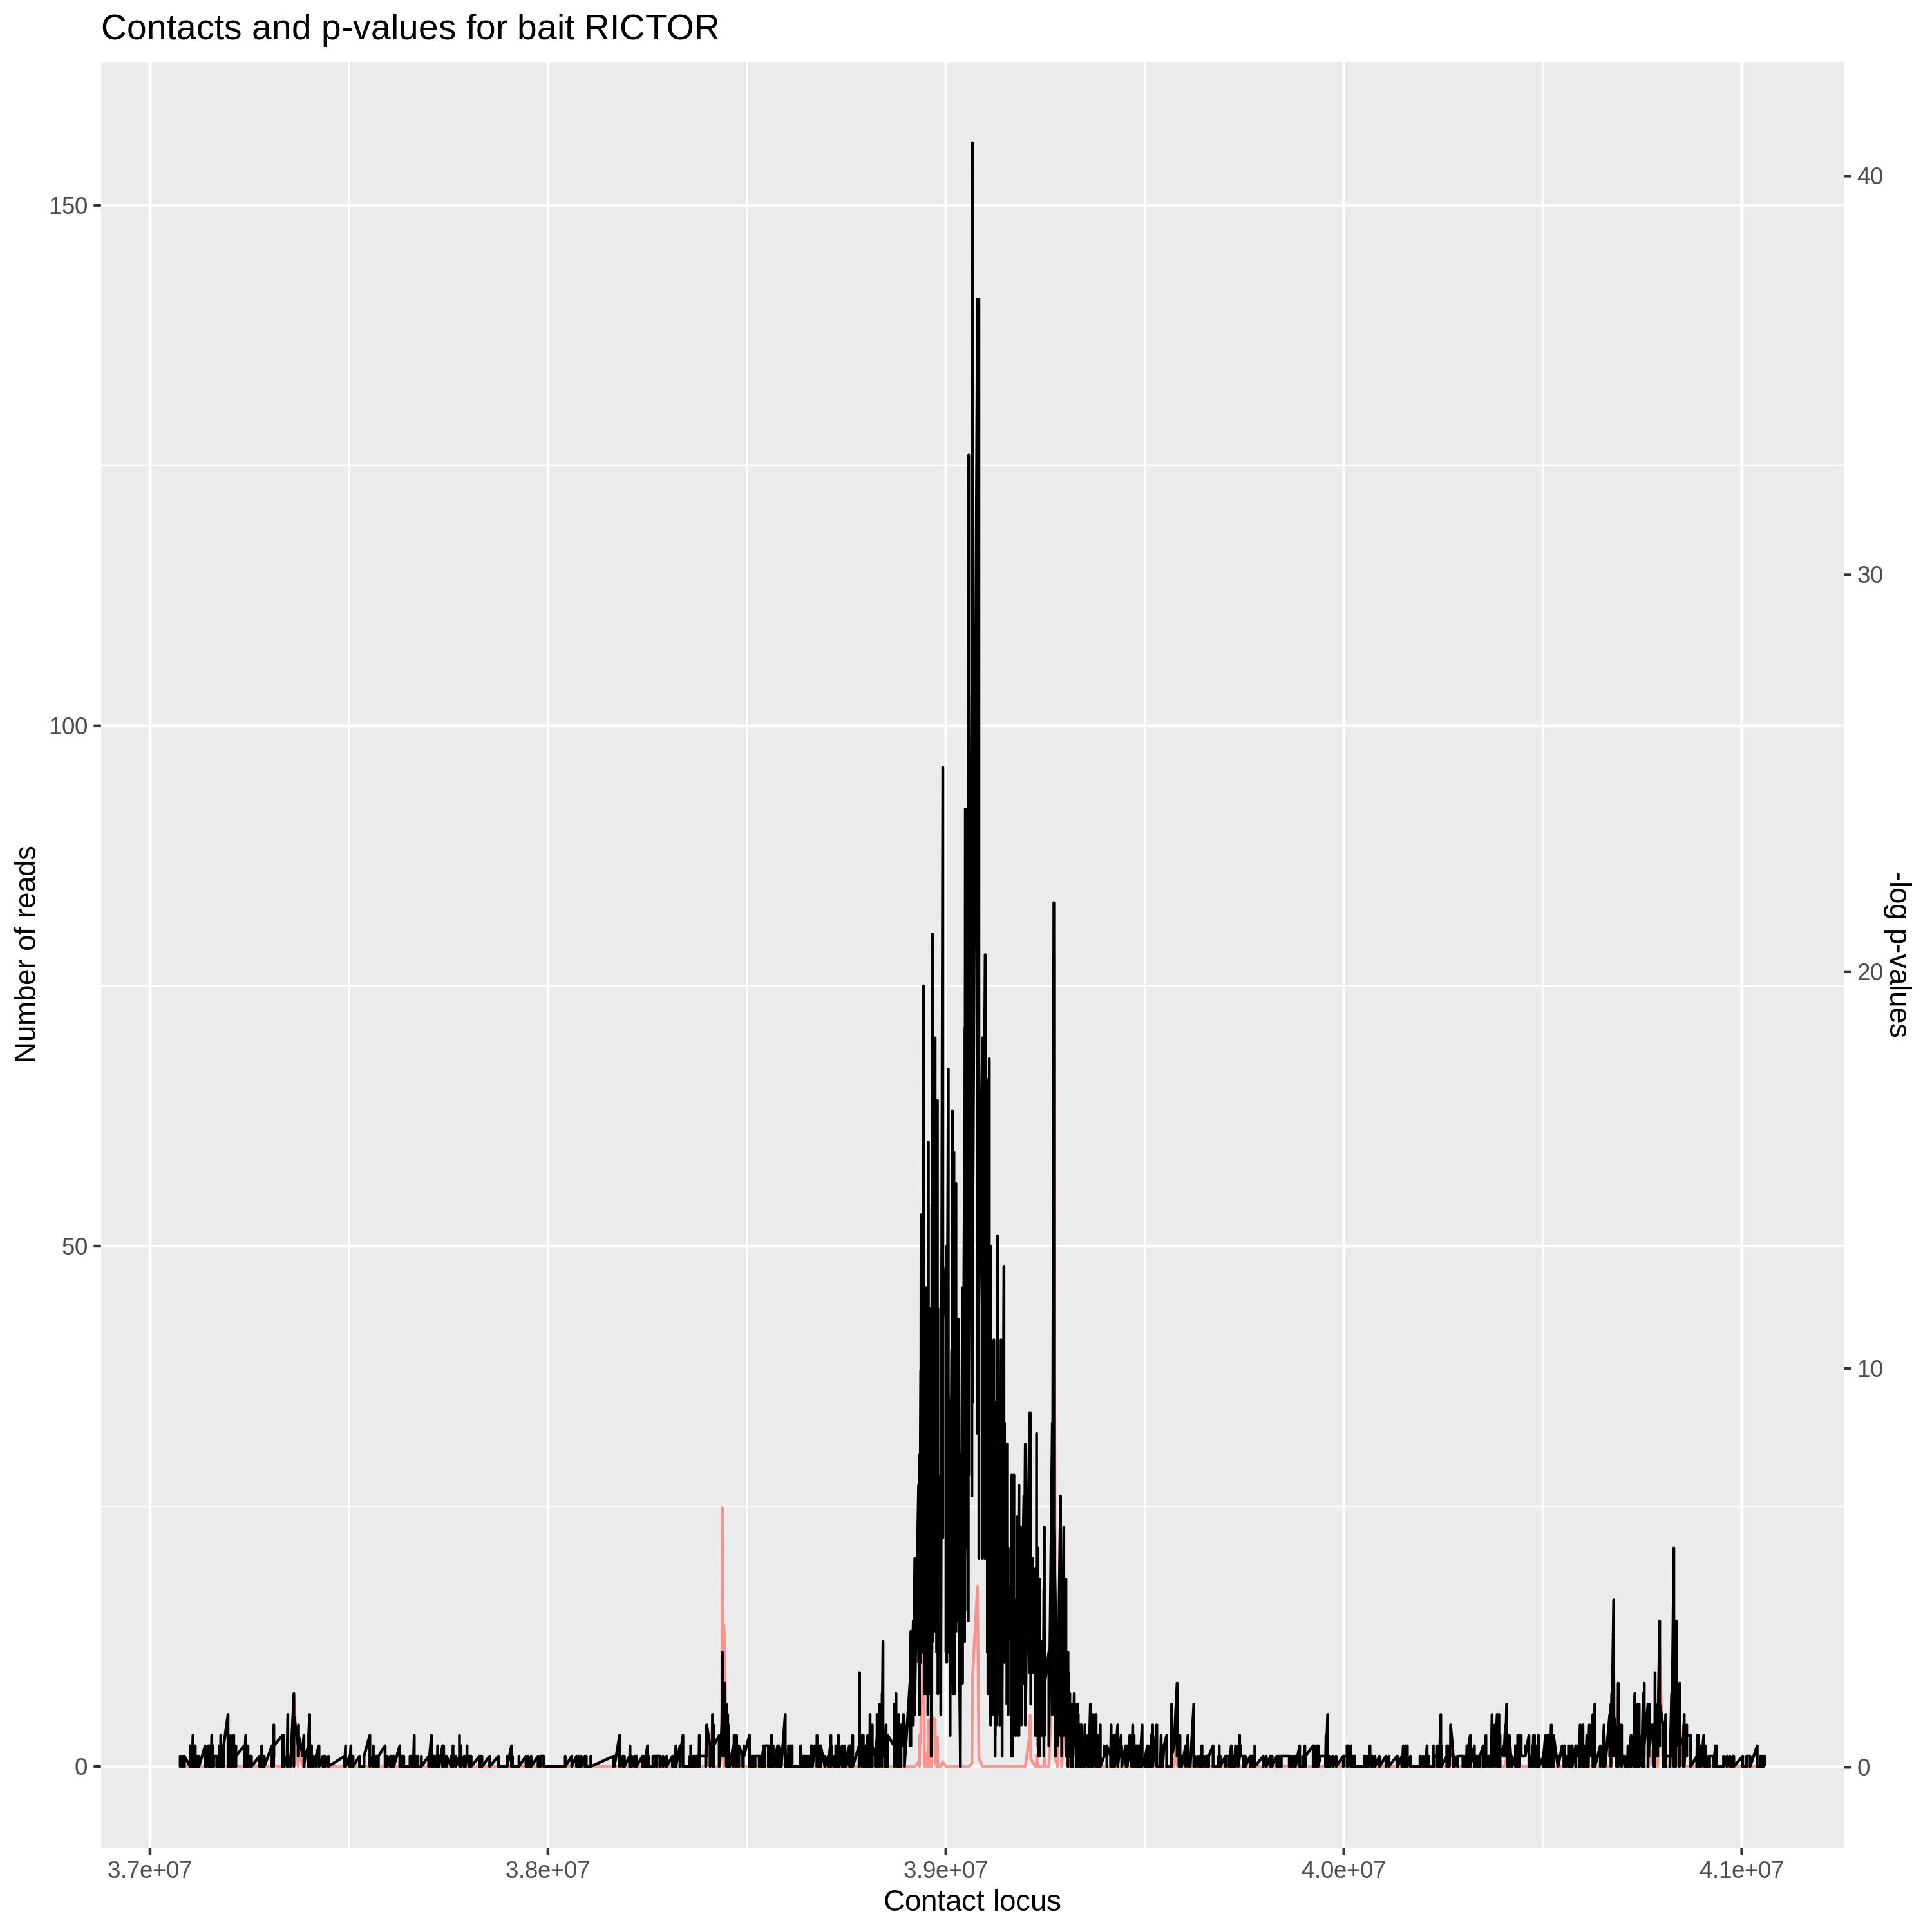 Contacts and p-values for bait RICTOR
150
100
50
0
Number of reads
40
30
20
10
0
-log p-values
3.7e+07
3.8e+07
3.9e+07
4.0e+07
4.1e+07
Contact locus